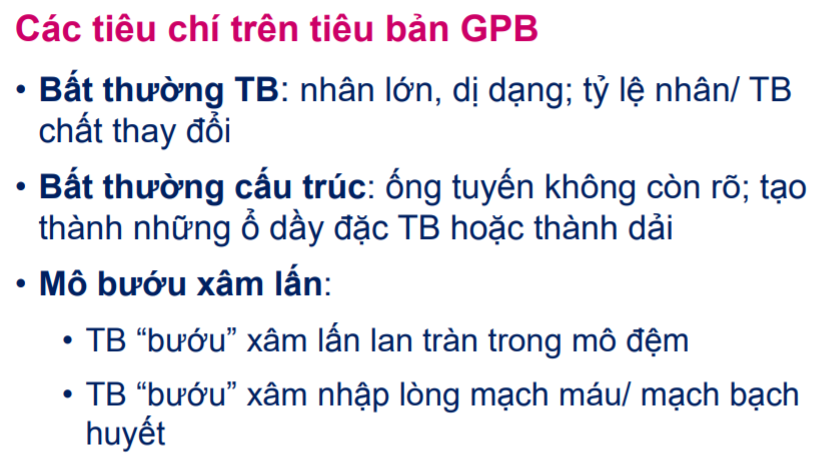 Các tiêu chí trên tiêu bản GPB
• Bất thường TB: nhân lớn, dị dạng; tỷ lệ nhân/ TB
chất thay đổi
• Bất thường cấu trúc: ống tuyến không còn rõ; tạo
thành những ổ dầy đặc TB hoặc thành dải
• Mô bướu xâm lấn:
• TB “bướu” xâm lấn lan tràn trong mô đệm
• TB “bướu” xâm nhập lòng mạch máu/ mạch bạch
huyết